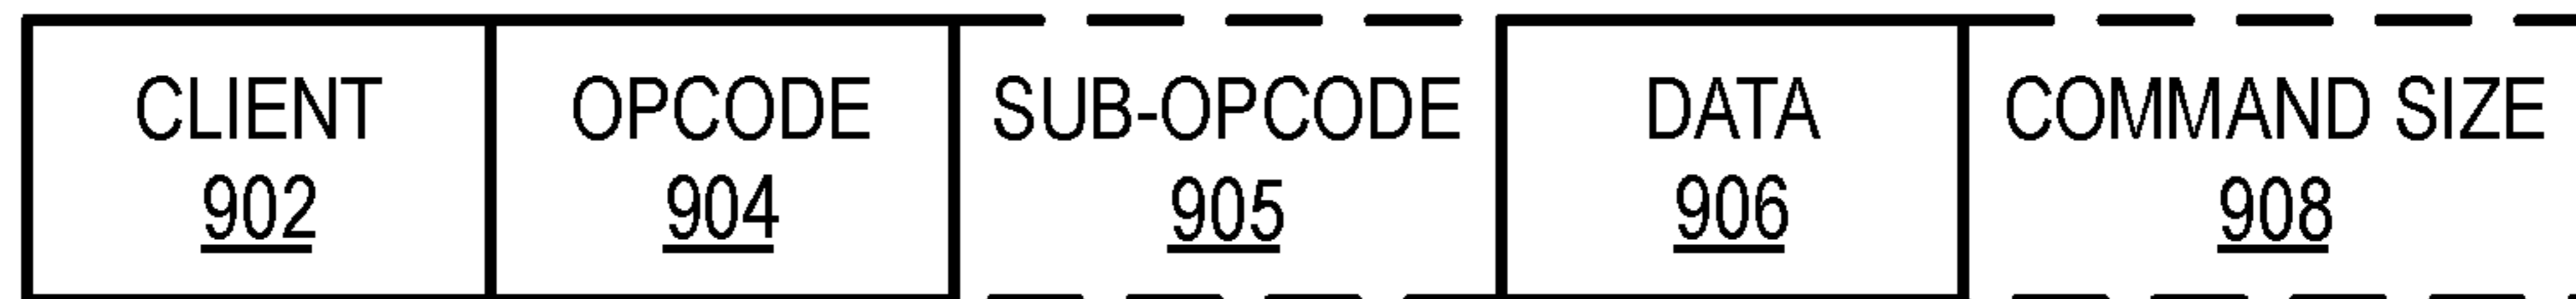 CLIENT OPCODE SUB-OPCODE DATA COMMAND SIZE
902 904 905 906 908